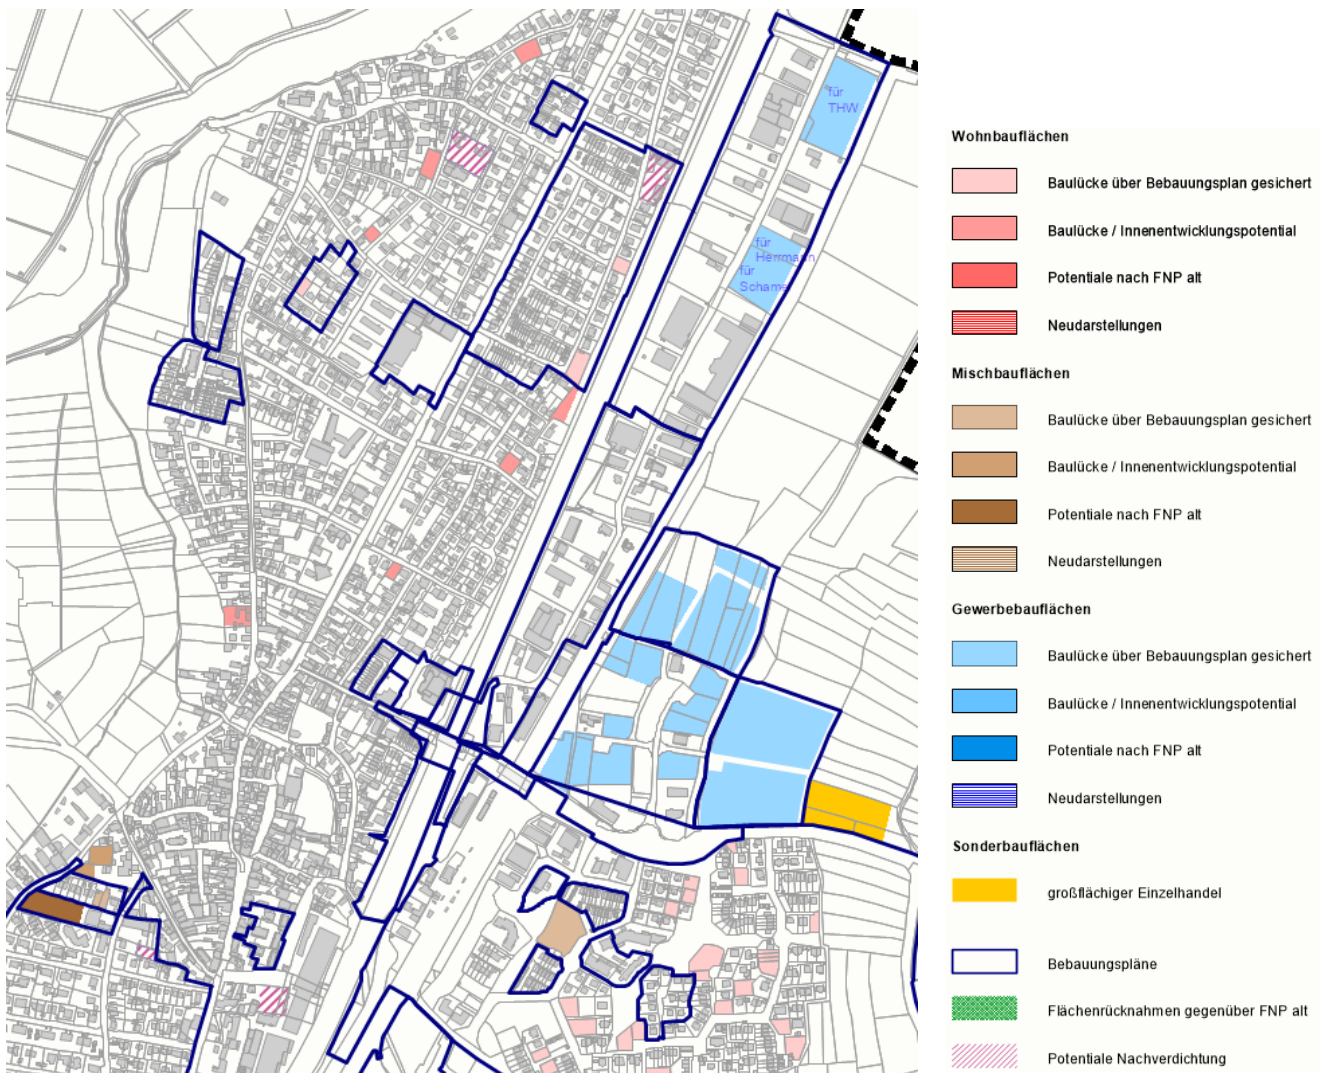 für
THW
für
Herrmann
für
Schame
Wohnbauflächen
Baulücke über Bebauungsplan gesichert
Baulücke / Innenentwicklungspotential
Potentiale nach FNP alt
Neudarstellungen
Mischbauflächen
Baulücke über Bebauungsplan gesichert
Baulücke / Innenentwicklungspotential
Potentiale nach FNP alt
Neudarstellungen
Gewerbebauflächen
Baulücke über Bebauungsplan gesichert
Baulücke / Innenentwicklungspotential
Potentiale nach FNP alt
Neudarstellungen
Sonderbauflächen
großflächiger Einzelhandel
Bebauungspläne
Flächenrücknahmen gegenüber FNP alt
Potentiale Nachverdichtung